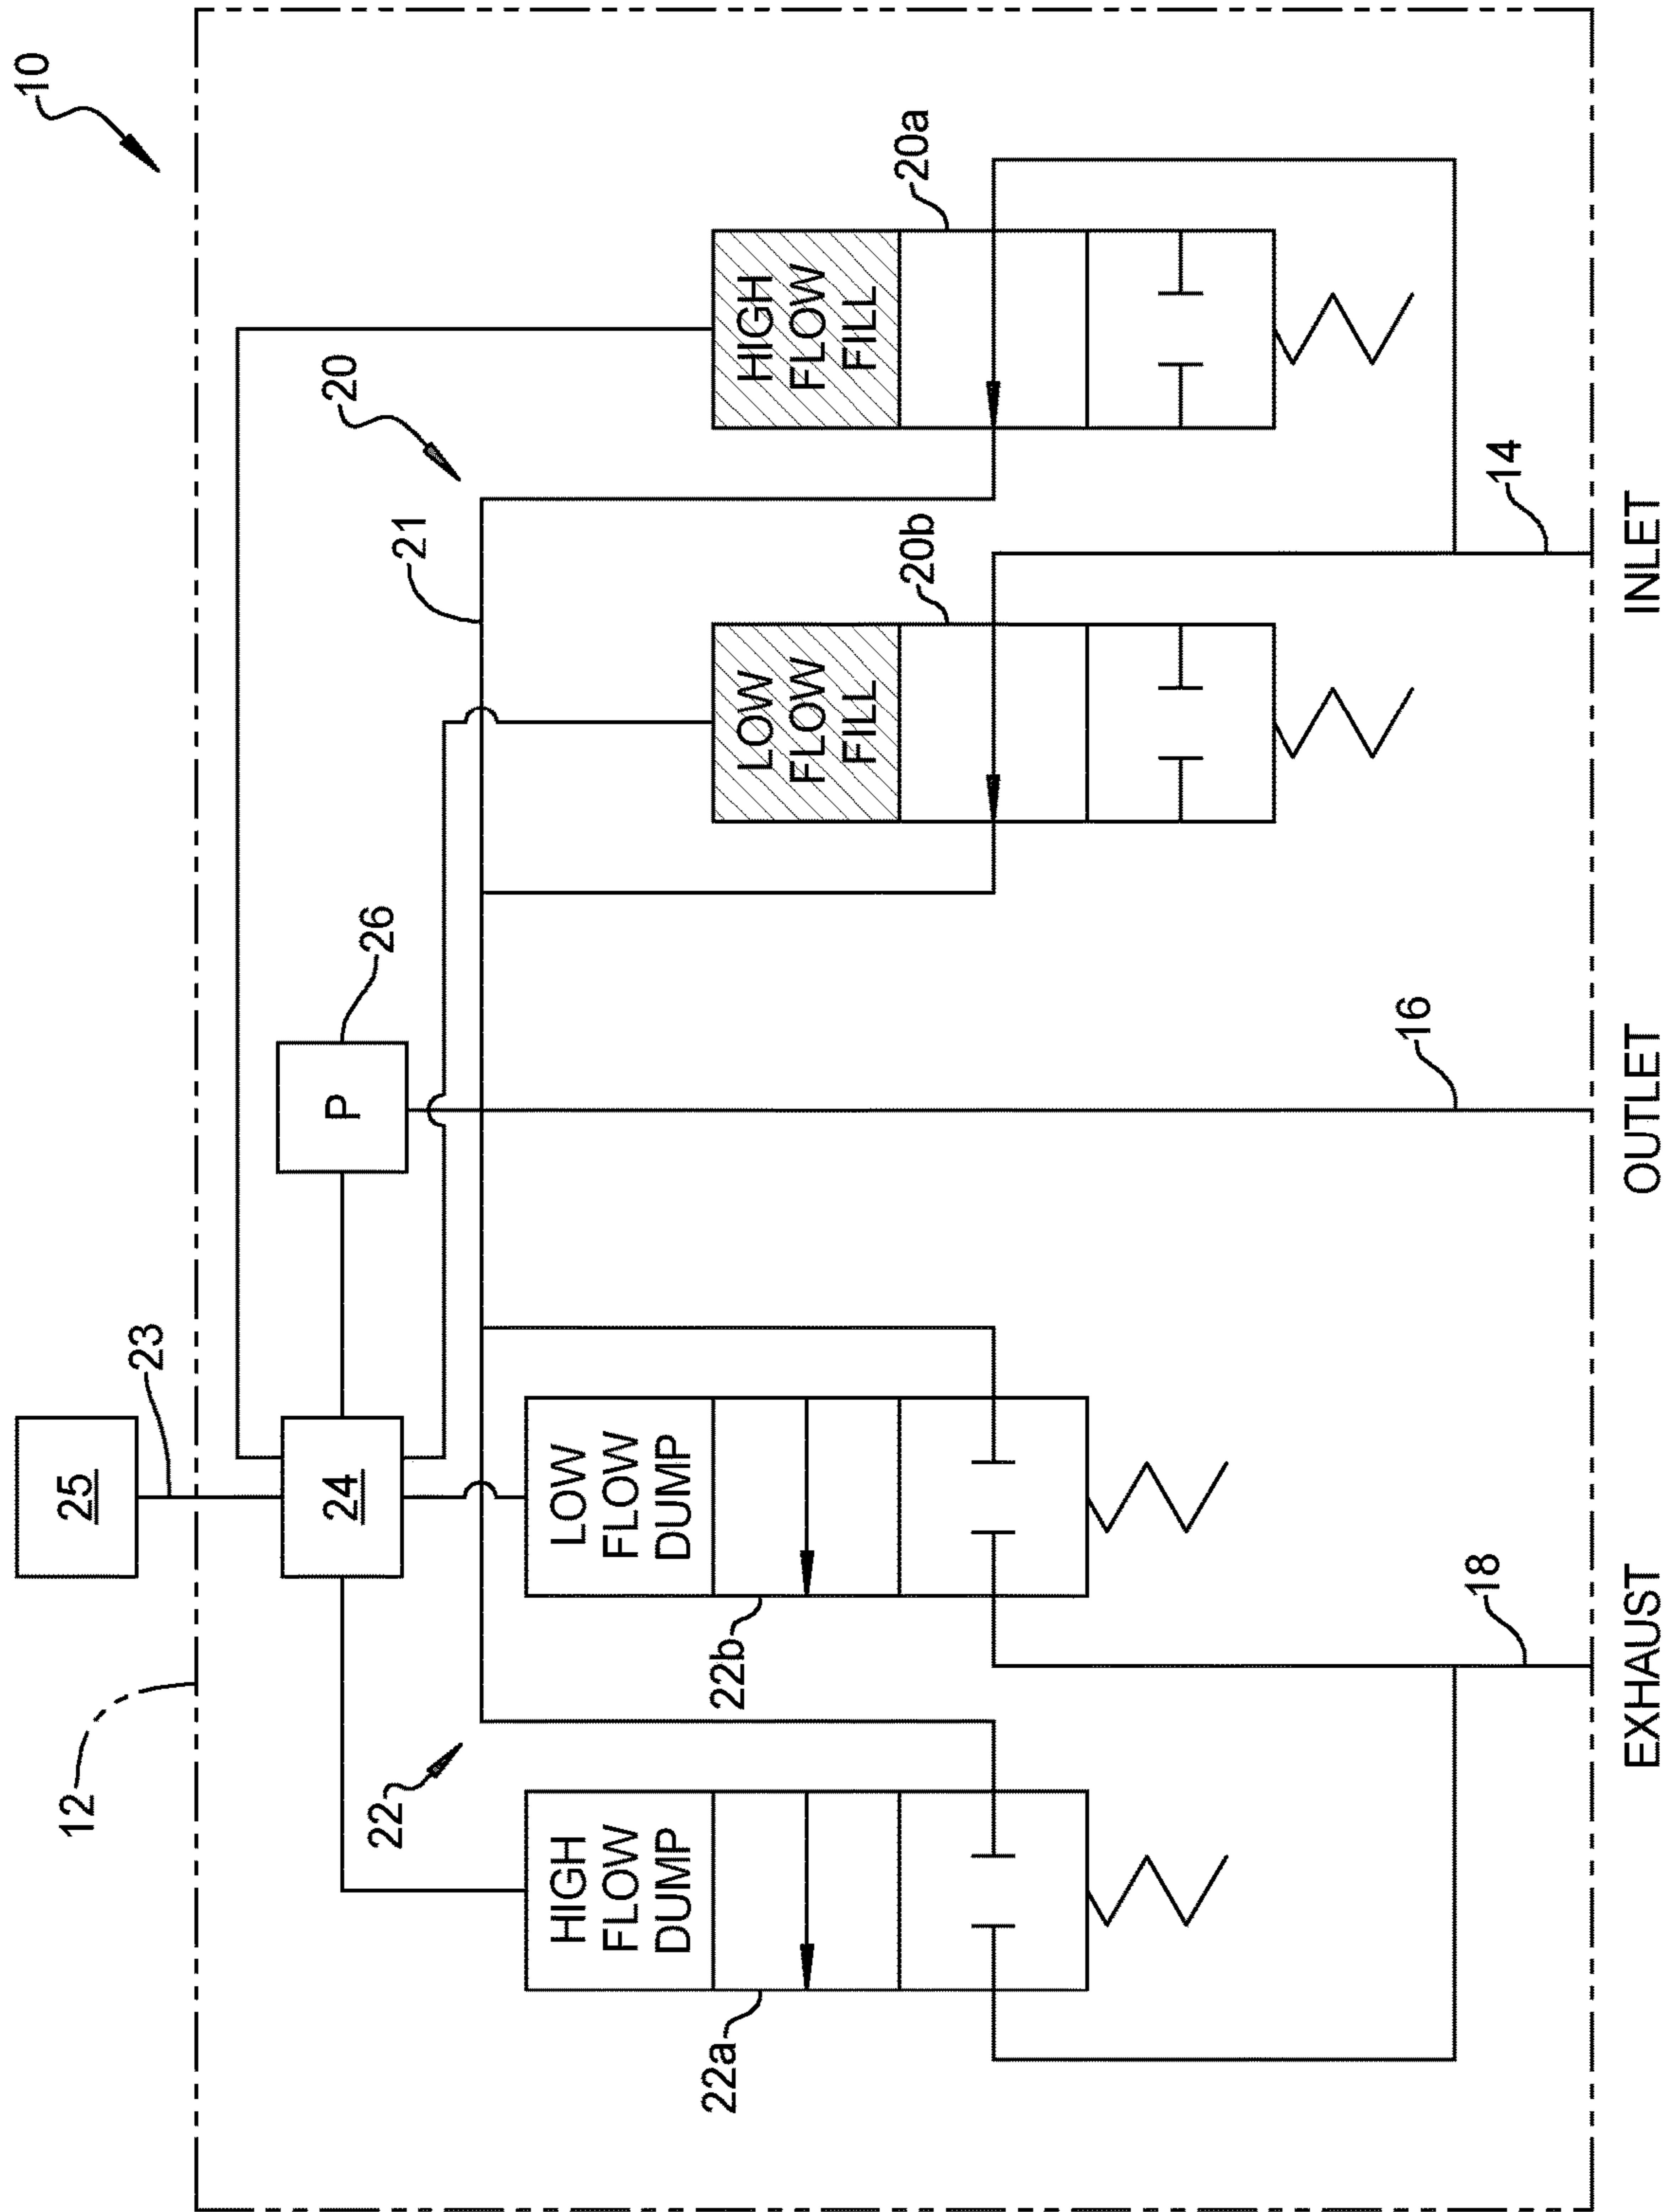 10
12
25
23
24
P
26
20
21
22
HIGH
FLOW
DUMP
22a
LOW
FLOW
DUMP
22b
LOW
FLOW
FILL
20b
HIGH
FLOW
FILL
20a
18
16
14
EXHAUST
OUTLET
INLET